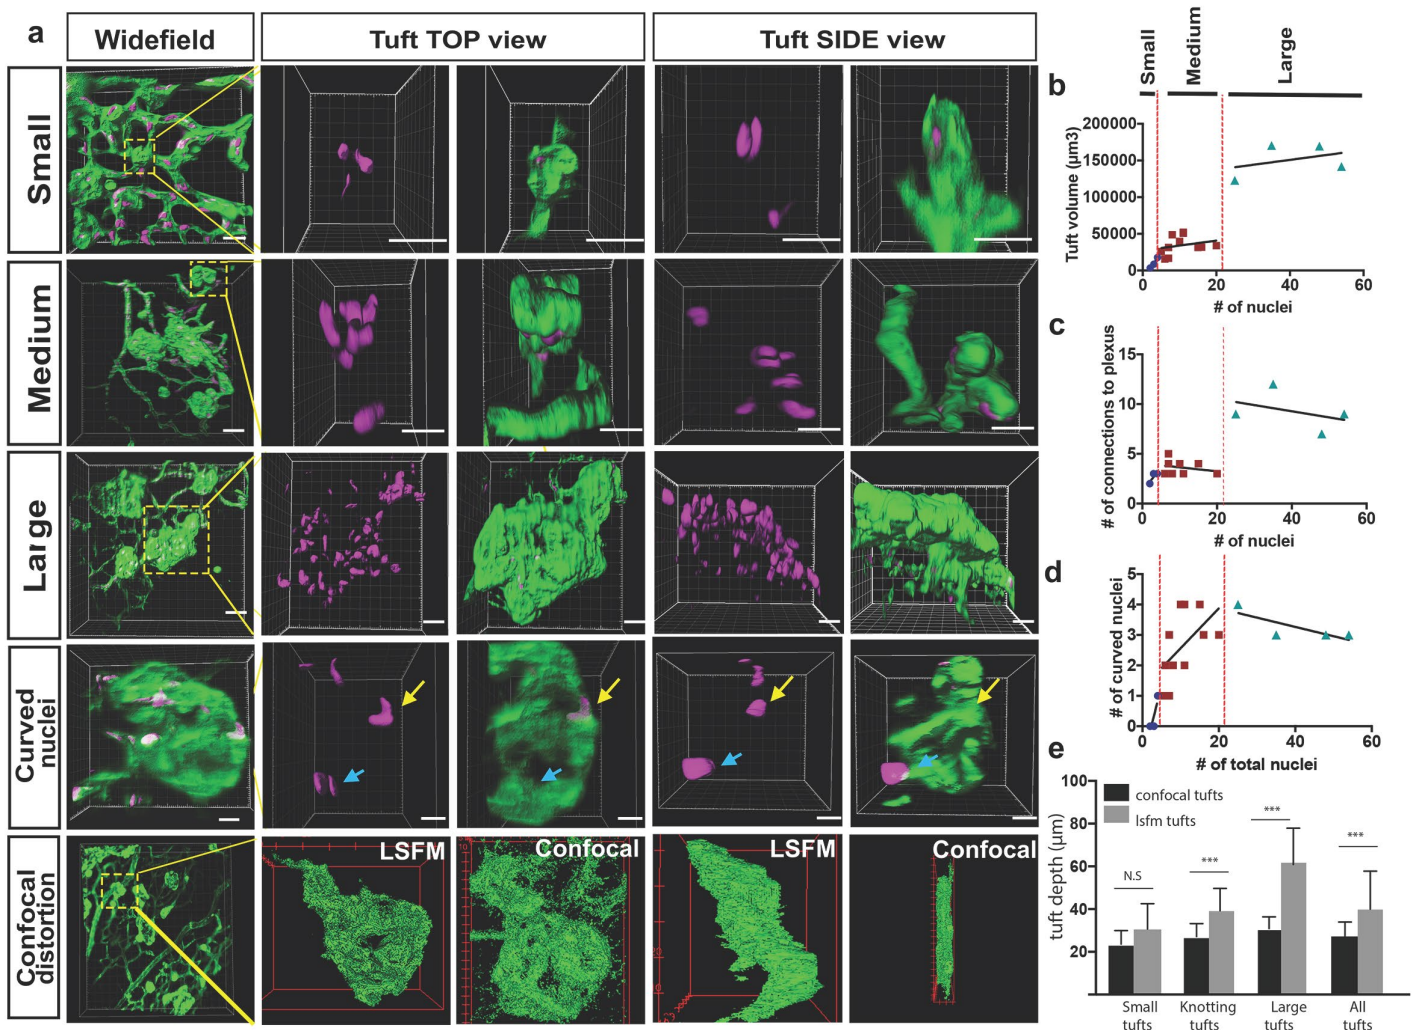 a
Widefield
Tuft TOP view
Tuft SIDE view
Small
Medium
Large
Curved
nuclei
Confocal
distortion
LSFM
Confocal
LSFM
Confocal
b
Small
Medium
Large
Tuft volume (µm3)
200000
150000
100000
50000
0
0
20
40
60
# of nuclei
c
# of connections to plexus
15
10
5
0
0
20
40
60
# of nuclei
d
# of curved nuclei
5
4
3
2
1
0
0
20
40
60
# of total nuclei
e
tuft depth (µm)
100
80
60
40
20
confocal tufts
lsfm tufts
N.S
***
***
***
Small
tufts
Knotting
tufts
Large
tufts
All
tufts